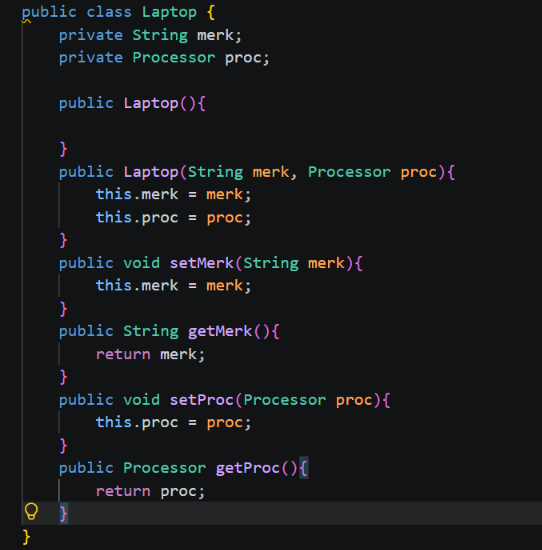 public class Laptop {
    private String merk;
    private Processor proc;

    public Laptop(){

    }
    public Laptop(String merk, Processor proc){
        this.merk = merk;
        this.proc = proc;
    }
    public void setMerk(String merk){
        this.merk = merk;
    }
    public String getMerk(){
        return merk;
    }
    public void setProc(Processor proc){
        this.proc = proc;
    }
    public Processor getProc(){
        return proc;
    }
}